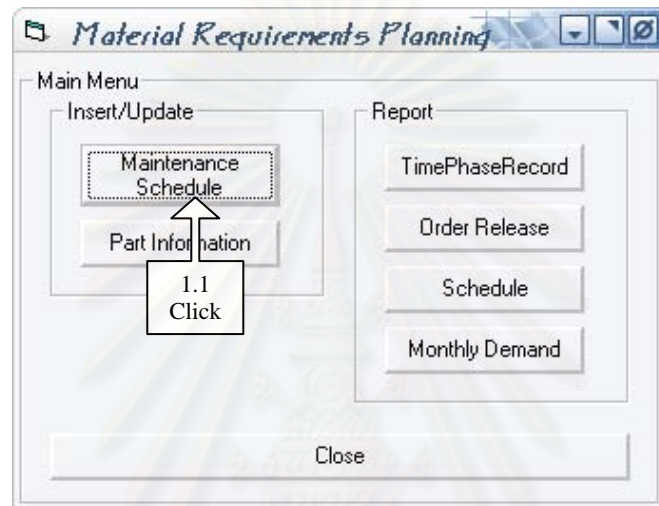 Material Requirements Planning
Main Menu
Insert/Update
Maintenance
Schedule
Part Information
1.1
Click
Report
TimePhaseRecord
Order Release
Schedule
Monthly Demand
Close